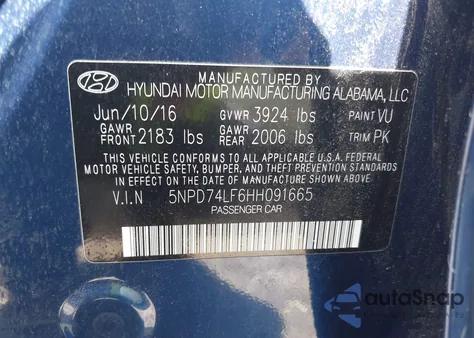 MANUFACTURED BY
HYUNDAI MOTOR MANUFACTURING ALABAMA, LLC
Jun/10/16 GVWR 3924 lbs PAINT VU
GAWR FRONT 2183 lbs GAWR REAR 2006 lbs TRIM PK
THIS VEHICLE CONFORMS TO ALL APPLICABLE U.S.A. FEDERAL
MOTOR VEHICLE SAFETY, BUMPER, AND THEFT PREVENTION
STANDARDS IN EFFECT ON THE DATE OF MANUFACTURE SHOWN ABOVE.
V.I.N 5NPD74LF6HH091665
PASSENGER CAR
autoSnap